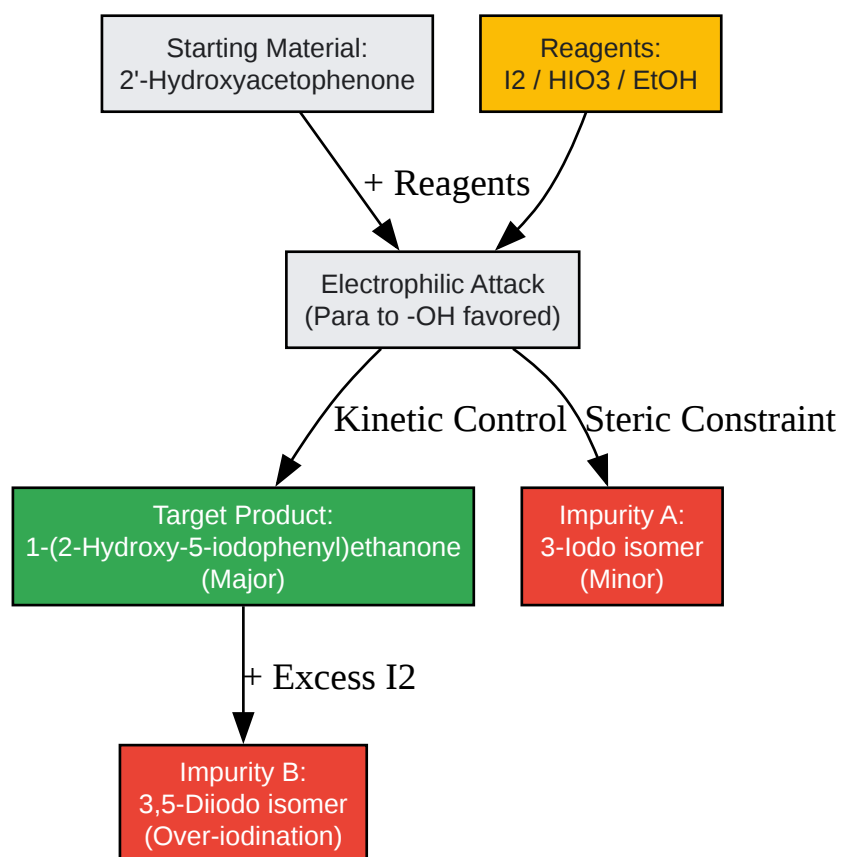 Starting Material:
2'-Hydroxyacetophenone
Reagents:
I2 / HIO3 / EtOH
+ Reagents
Electrophilic Attack
(Para to -OH favored)
Kinetic Control
Steric Constraint
Target Product:
1-(2-Hydroxy-5-iodophenyl)ethanone
(Major)
Impurity A:
3-Iodo isomer
(Minor)
+ Excess I2
Impurity B:
3,5-Diiodo isomer
(Over-iodination)